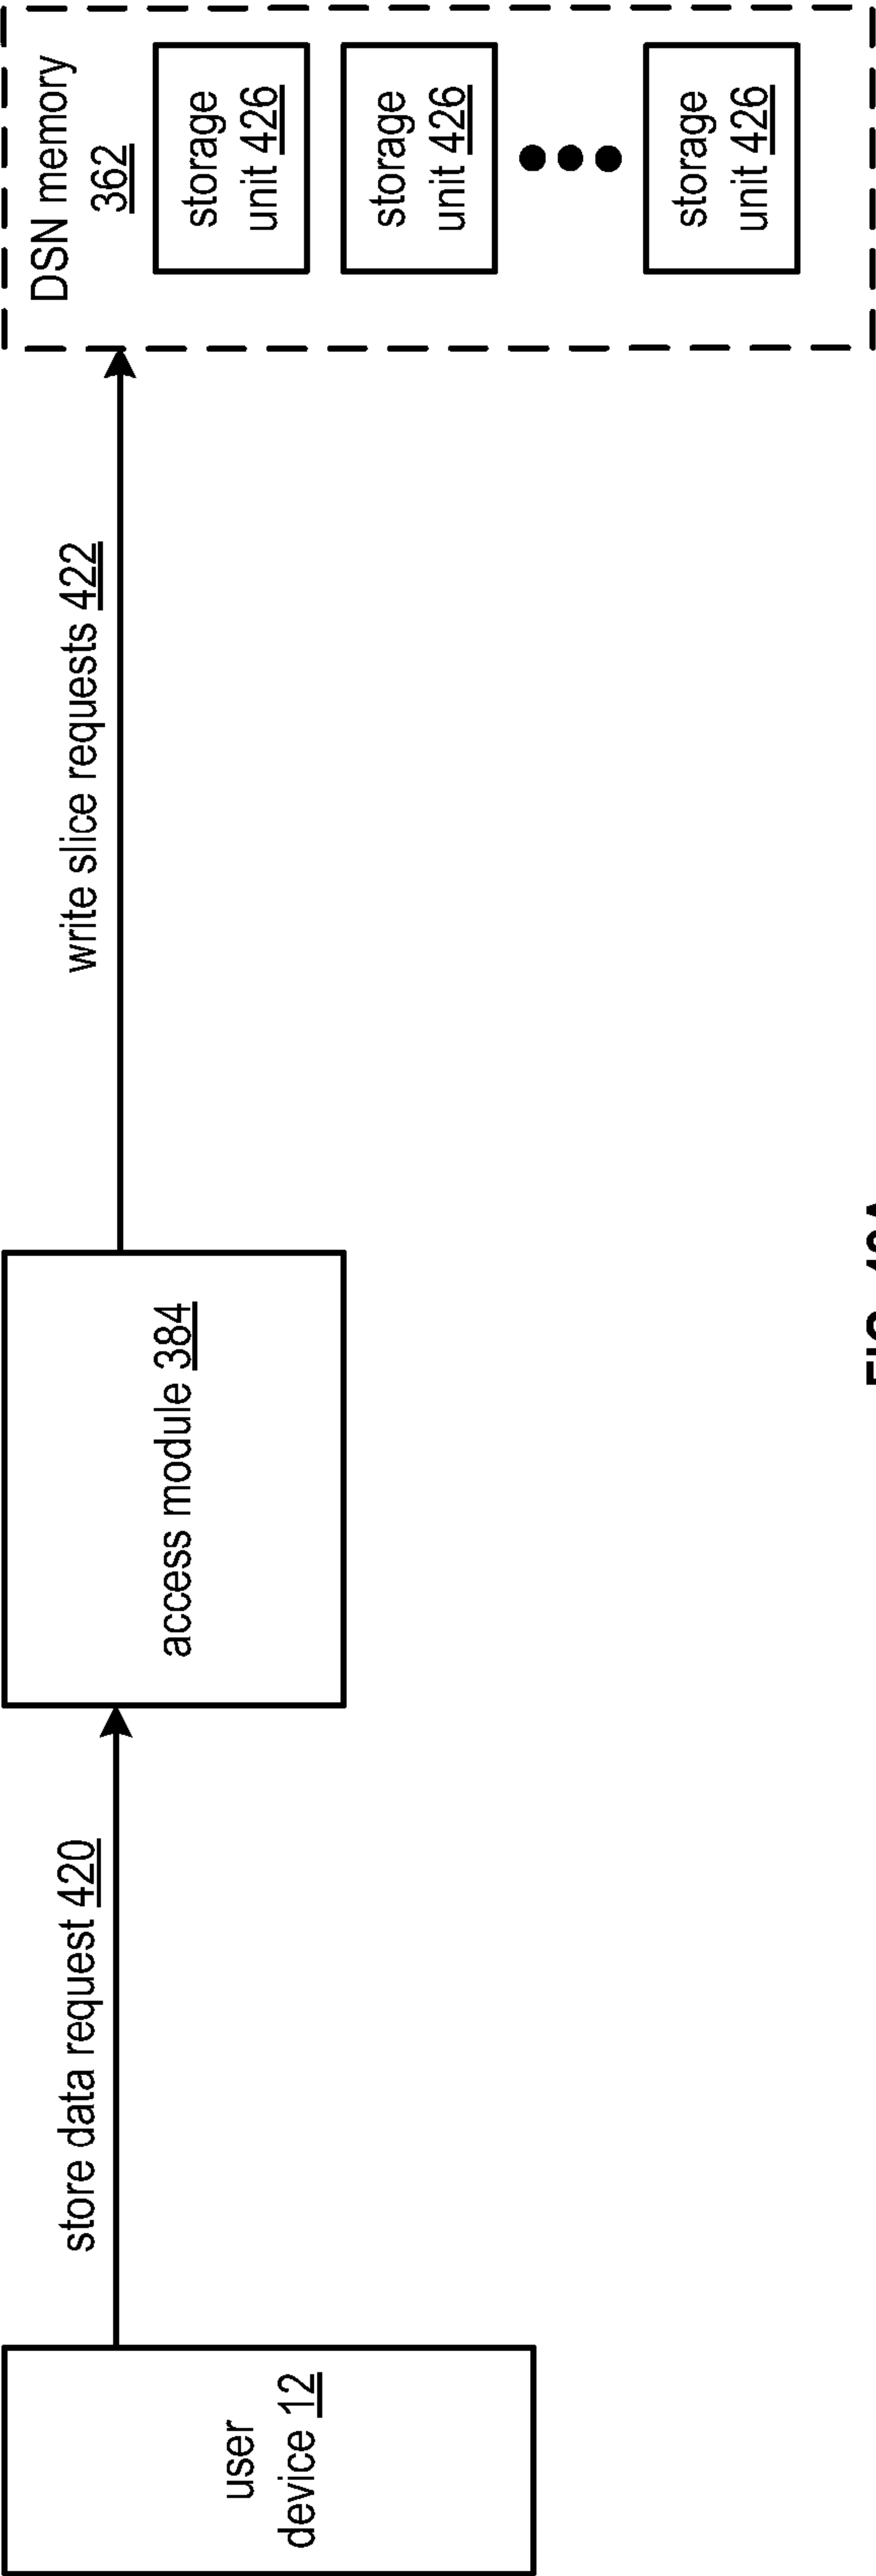 user
device 12
store data request 420
access module 384
write slice requests 422
DSN memory
362
storage
unit 426
storage
unit 426
storage
unit 426